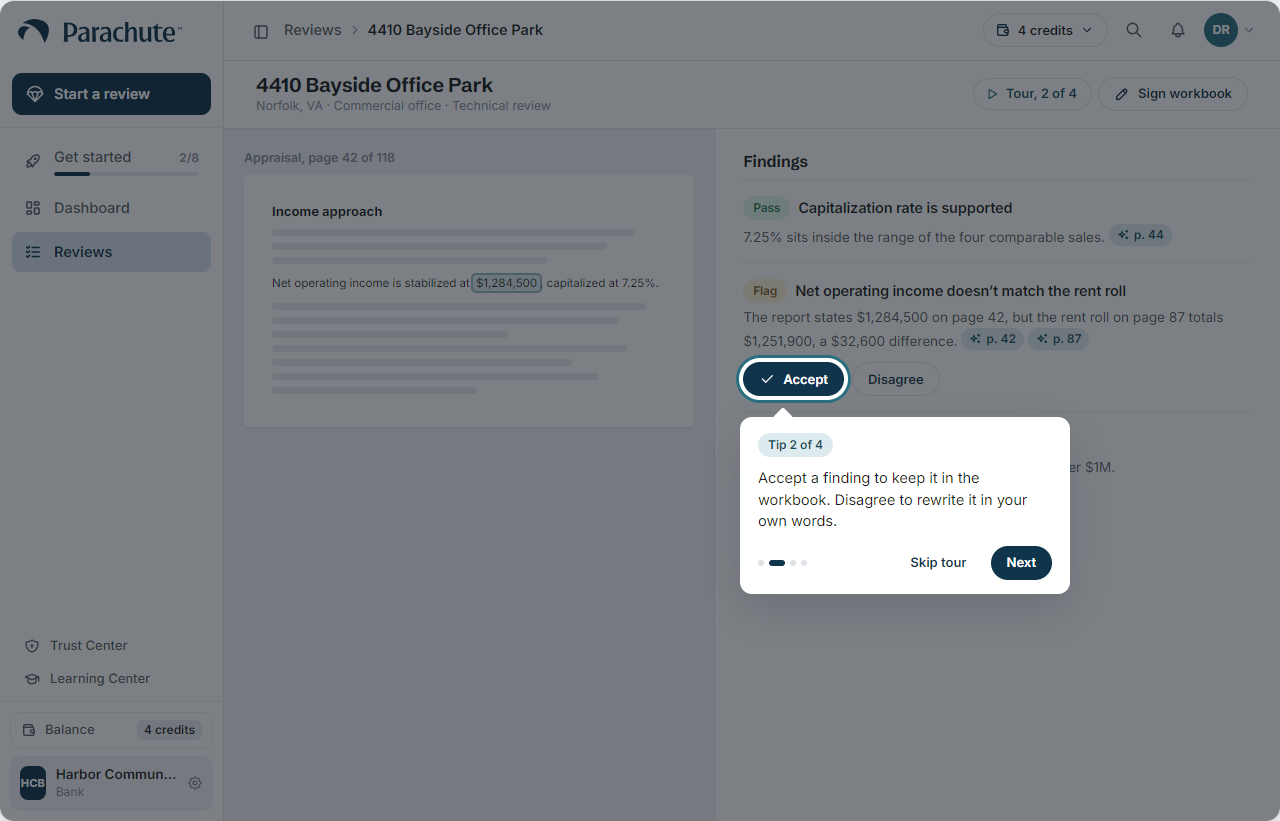 Parachute™
Reviews > 4410 Bayside Office Park
4 credits
DR
Start a review
4410 Bayside Office Park
Norfolk, VA · Commercial office · Technical review
Tour, 2 of 4
Sign workbook
Get started 2/8
Dashboard
Reviews
Appraisal, page 42 of 118
Income approach
Net operating income is stabilized at $1,284,500, capitalized at 7.25%.
Findings
Pass Capitalization rate is supported
7.25% sits inside the range of the four comparable sales. p. 44
Flag Net operating income doesn’t match the rent roll
The report states $1,284,500 on page 42, but the rent roll on page 87 totals
$1,251,900, a $32,600 difference. p. 42 p. 87
Accept Disagree
Tip 2 of 4
er $1M.
Accept a finding to keep it in the
workbook. Disagree to rewrite it in your
own words.
Skip tour Next
Trust Center
Learning Center
Balance 4 credits
HCB Harbor Commun...
Bank